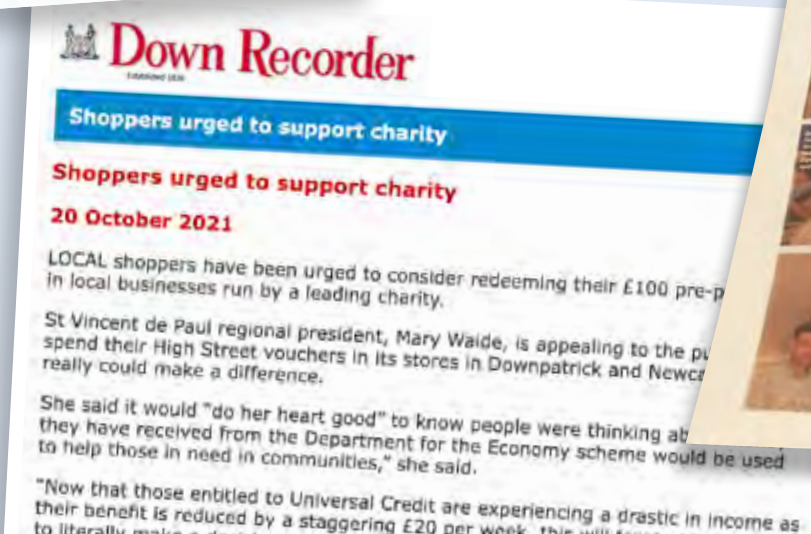 Down Recorder
Shoppers urged to support charity
Shoppers urged to support charity
20 October 2021
LOCAL shoppers have been urged to consider redeeming their £100 pre-p
in local businesses run by a leading charity.
St Vincent de Paul regional president, Mary Waide, is appealing to the pu
spend their High Street vouchers in its stores in Downpatrick and Newca
really could make a difference.
She said it would "do her heart good" to know people were thinking ab
they have received from the Department for the Economy scheme would be used
to help those in need in communities," she said.
"Now that those entitled to Universal Credit are experiencing a drastic in income as
their benefit is reduced by a staggering £20 per week, this will
to literally make a